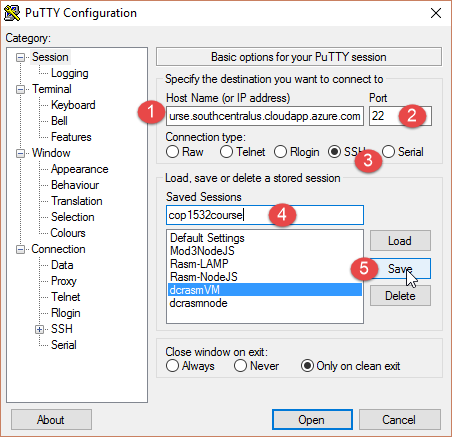 PuTTY Configuration
Category:
Session
Logging
Terminal
Keyboard
Bell
Features
Window
Appearance
Behaviour
Translation
Selection
Colours
Connection
Data
Proxy
Telnet
Rlogin
SSH
Serial
Basic options for your PuTTY session
Specify the destination you want to connect to
Host Name (or IP address) Port
1 urse.southcentralus.cloudapp.azure.com 22 2
Connection type:
Raw Telnet Rlogin SSH Serial
3
Load, save or delete a stored session
Saved Sessions
cop1532course 4
Default Settings
Mod3NodeJS
Rasm-LAMP
Rasm-NodeJS
dcrasmVM
dcrasmnode
Load
5 Save
Delete
Close window on exit:
Always Never Only on clean exit
About Open Cancel